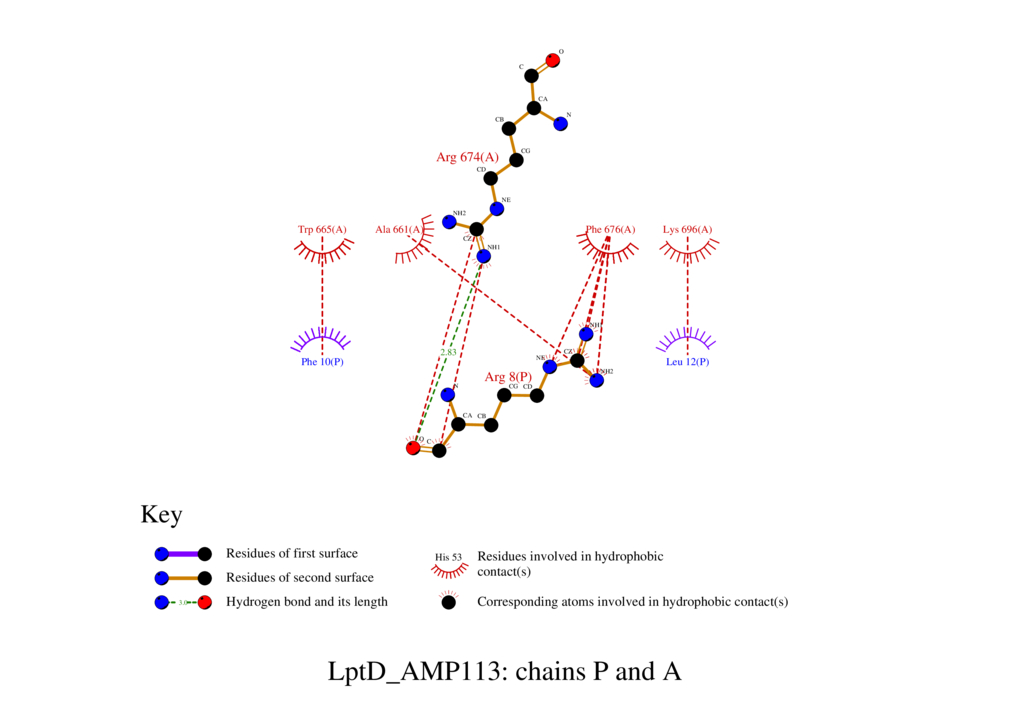 O
C
CA
N
CB
CG
Arg 674(A)
CD
NE
NH2
Trp 665(A)
Ala 661(A)
Phe 676(A)
Lys 696(A)
CZ
NH1
NH1
2.83
CZ
NE
Phe 10(P)
Leu 12(P)
NH2
Arg 8(P)
N
CG
CD
CA
CB
O
C
Key
Residues of first surface
His 53
Residues involved in hydrophobic
contact(s)
Residues of second surface
3.0
Hydrogen bond and its length
Corresponding atoms involved in hydrophobic contact(s)
LptD_AMP113: chains P and A